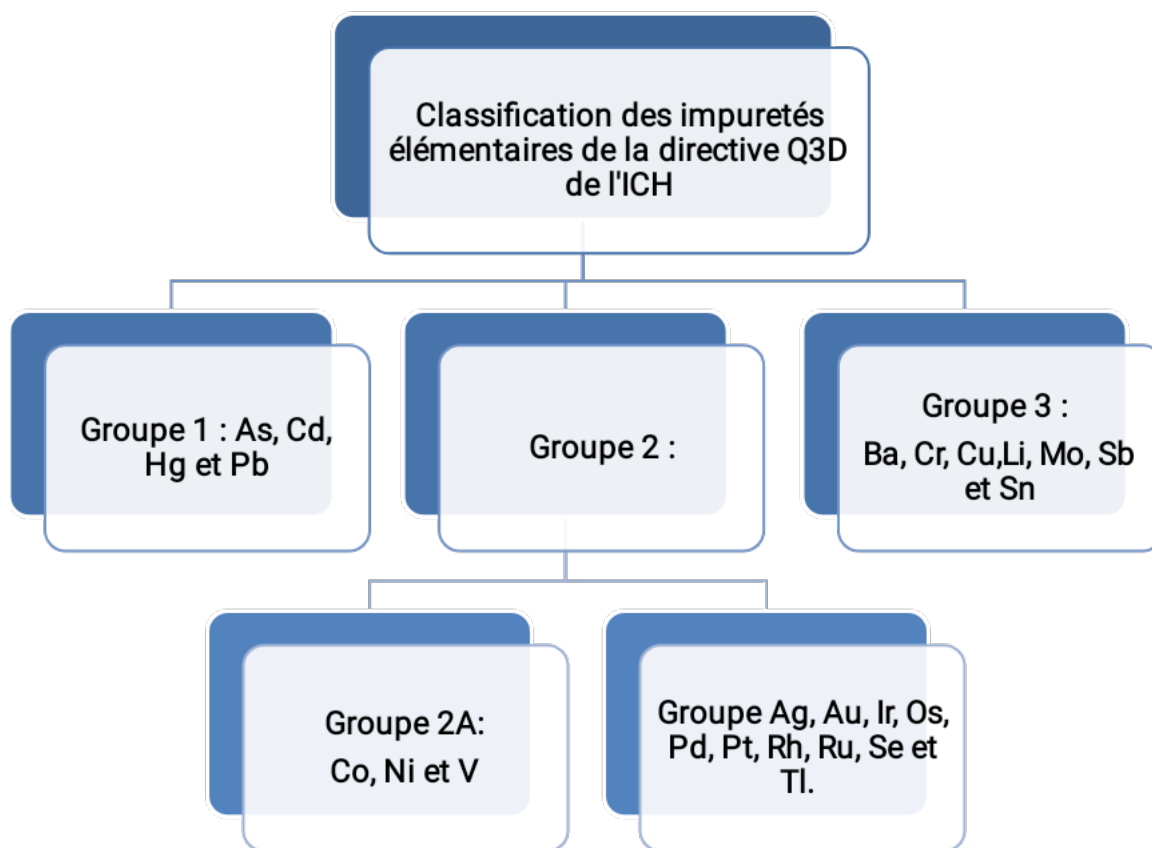 Classification des impuretés
élémentaires de la directive Q3D
de l'ICH
Groupe 1 : As, Cd,
Hg et Pb
Groupe 2 :
Groupe 3 :
Ba, Cr, Cu,Li, Mo, Sb
et Sn
Groupe 2A:
Co, Ni et V
Groupe Ag, Au, Ir, Os,
Pd, Pt, Rh, Ru, Se et
Tl.